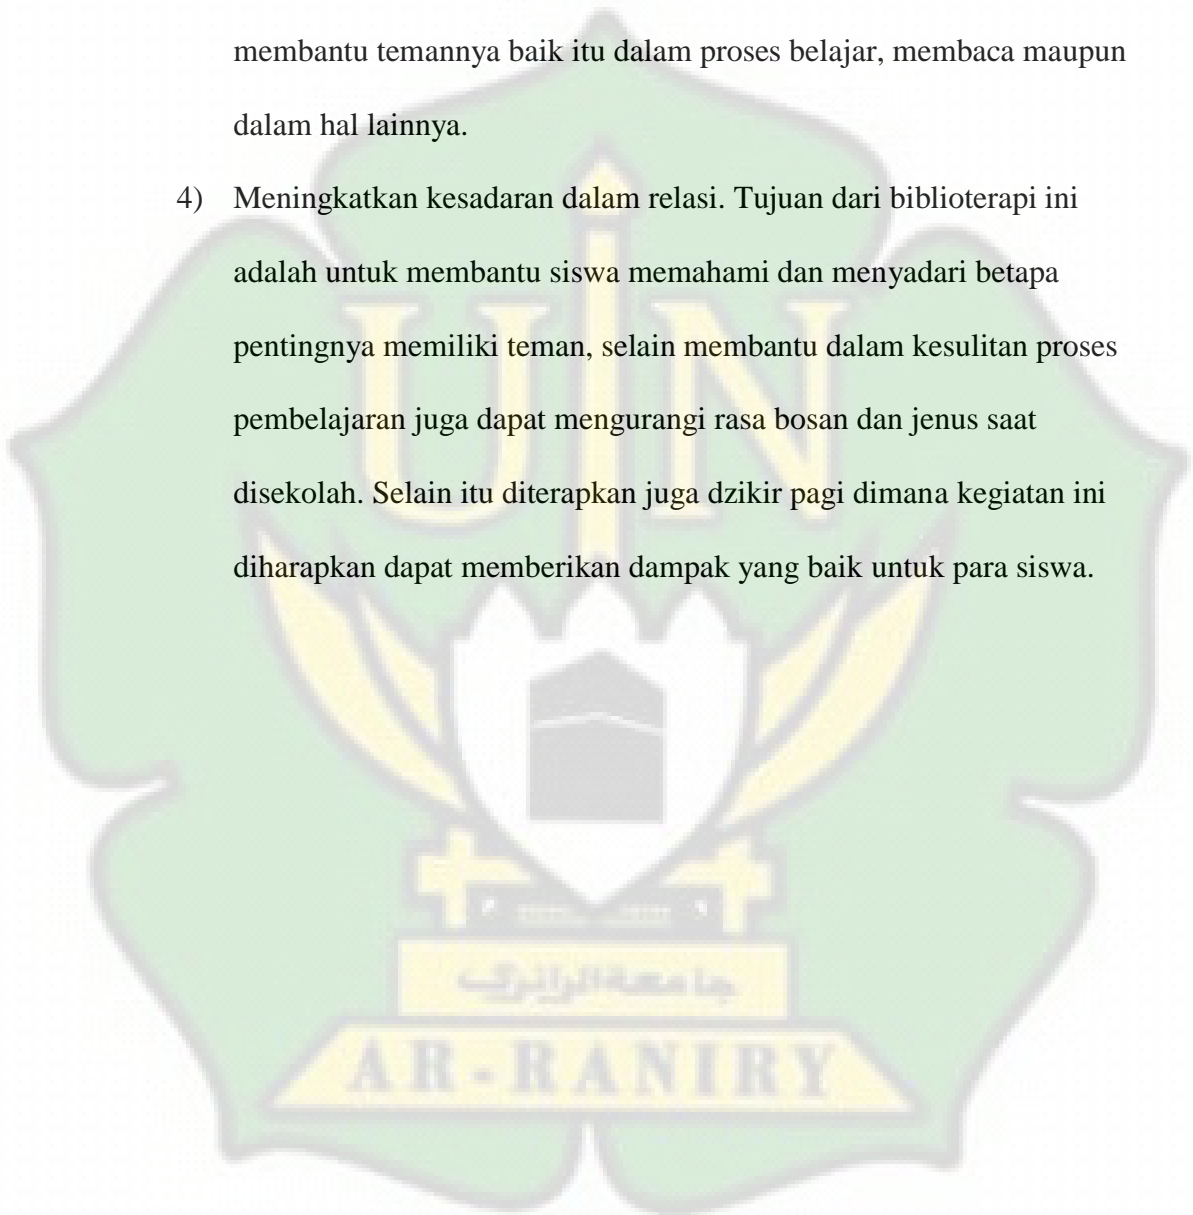 membantu temannya baik itu dalam proses belajar, membaca maupun
dalam hal lainnya.
4) Meningkatkan kesadaran dalam relasi. Tujuan dari biblioterapi ini
adalah untuk membantu siswa memahami dan menyadari betapa
pentingnya memiliki teman, selain membantu dalam kesulitan proses
pembelajaran juga dapat mengurangi rasa bosan dan jenus saat
disekolah. Selain itu diterapkan juga dzikir pagi dimana kegiatan ini
diharapkan dapat memberikan dampak yang baik untuk para siswa.
UIN
جامعة الرانري
AR-RANIRY